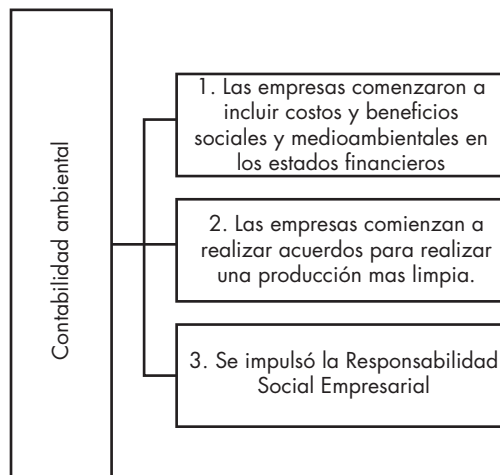 Contabilidad ambiental
1. Las empresas comenzaron a
incluir costos y beneficios
sociales y medioambientales en
los estados financieros
2. Las empresas comienzan a
realizar acuerdos para realizar
una producción mas limpia.
3. Se impulsó la Responsabilidad
Social Empresarial